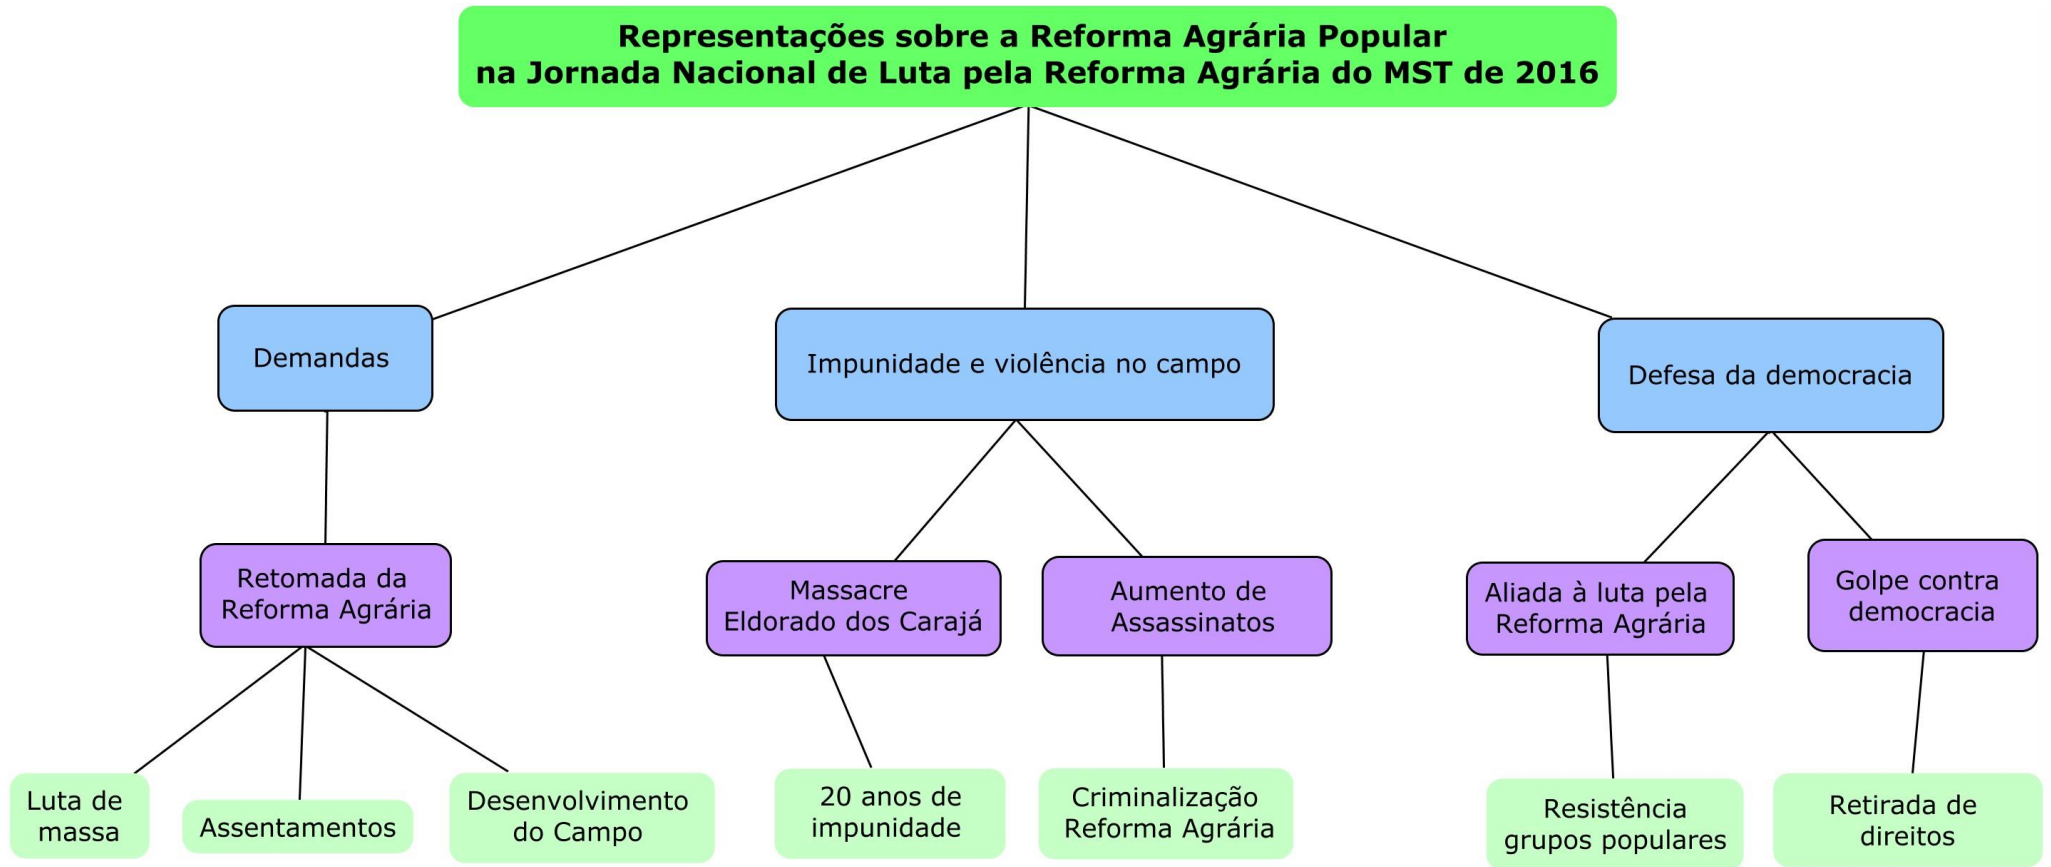 Representações sobre a Reforma Agrária Popular
na Jornada Nacional de Luta pela Reforma Agrária do MST de 2016
Demandas
Impunidade e violência no campo
Defesa da democracia
Retomada da
Reforma Agrária
Massacre
Eldorado dos Carajá
Aumento de
Assassinatos
Aliada à luta pela
Reforma Agrária
Golpe contra
democracia
Luta de
massa
Assentamentos
Desenvolvimento
do Campo
20 anos de
impunidade
Criminalização
Reforma Agrária
Resistência
grupos populares
Retirada de
direitos